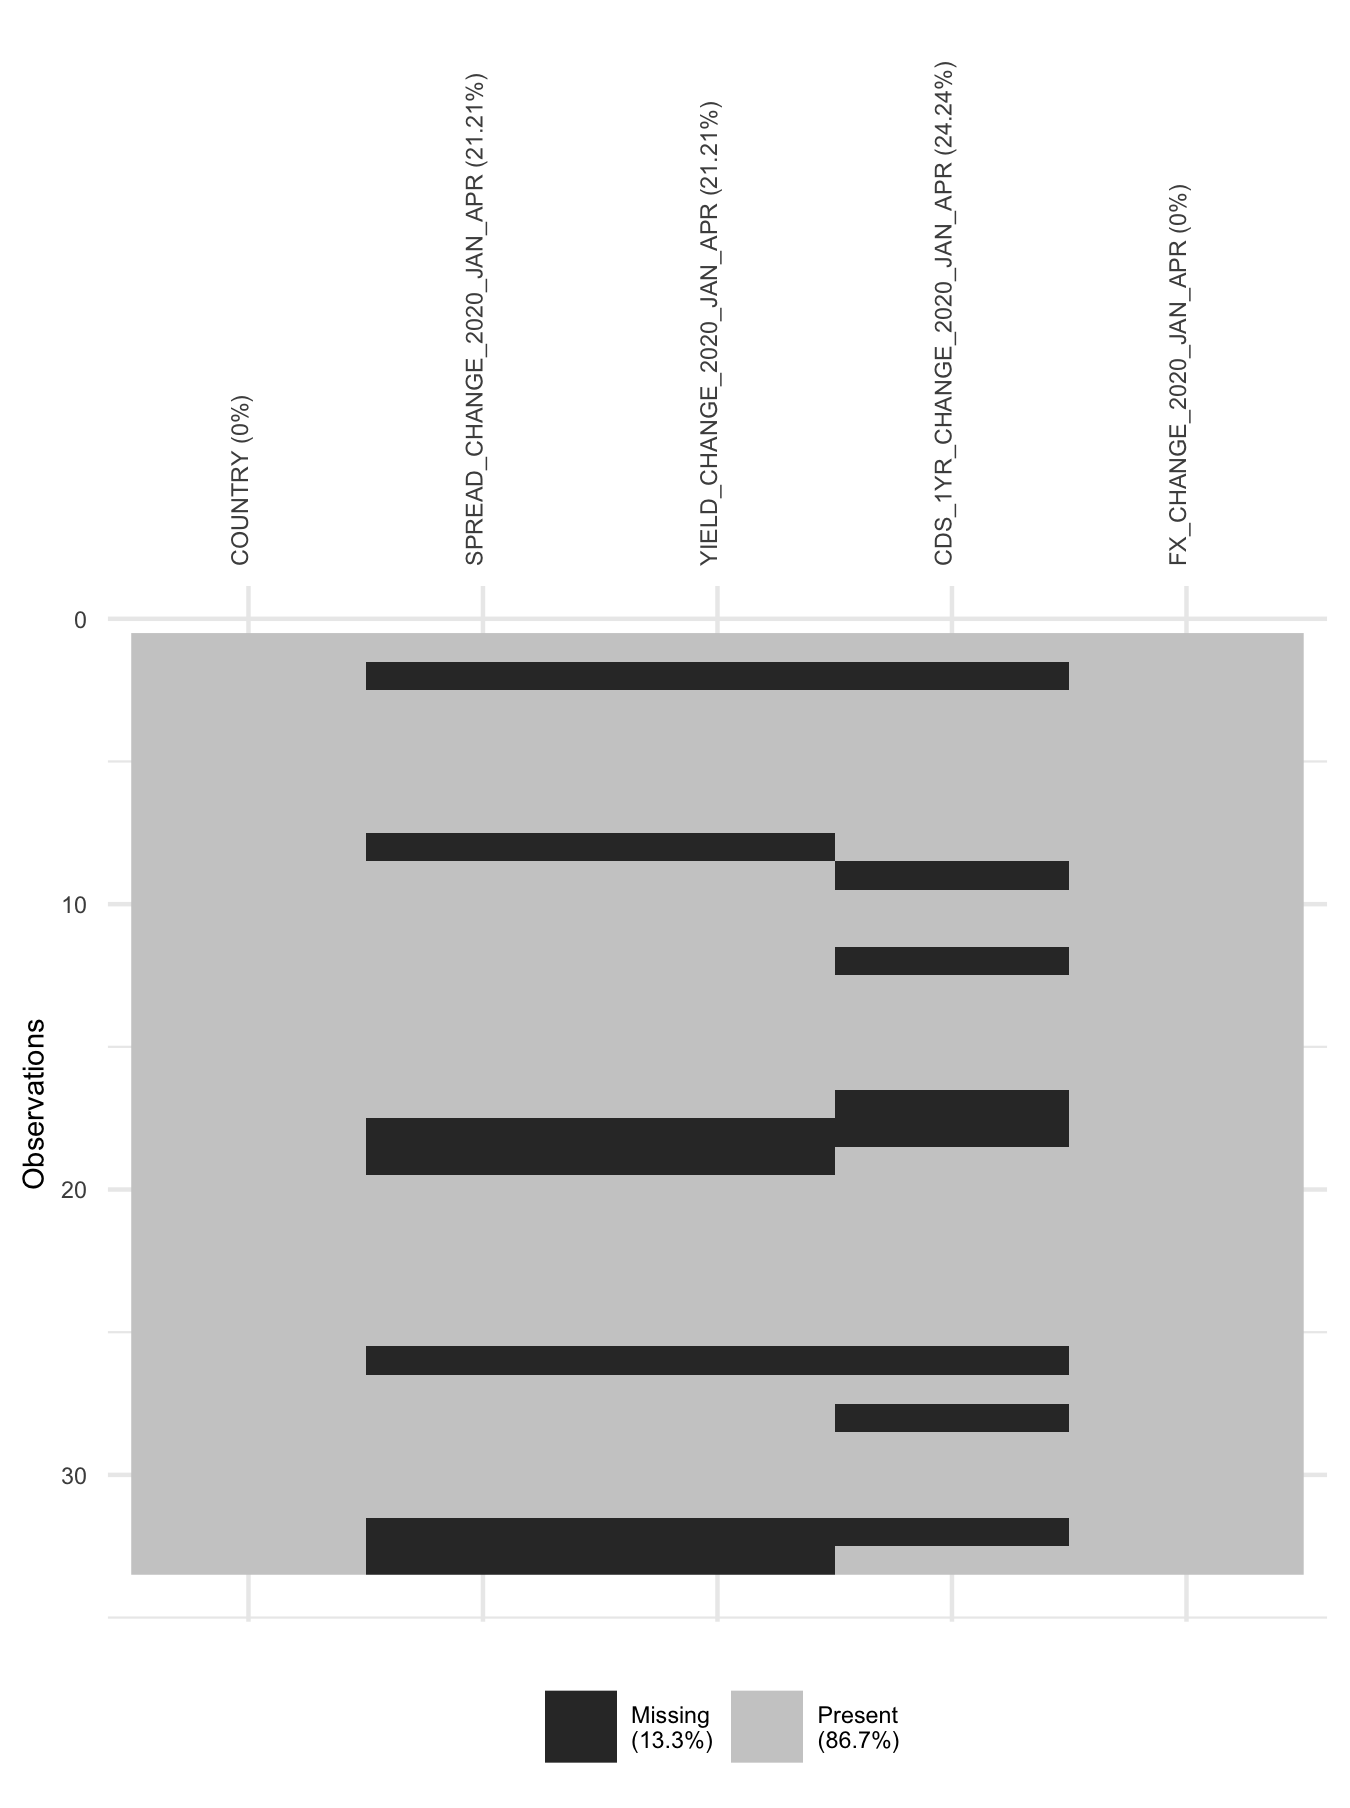 COUNTRY (0%)
SPREAD_CHANGE_2020_JAN_APR (21.21%)
YIELD_CHANGE_2020_JAN_APR (21.21%)
CDS_1YR_CHANGE_2020_JAN_APR (24.24%)
FX_CHANGE_2020_JAN_APR (0%)
0
10
20
30
Observations
Missing
(13.3%)
Present
(86.7%)